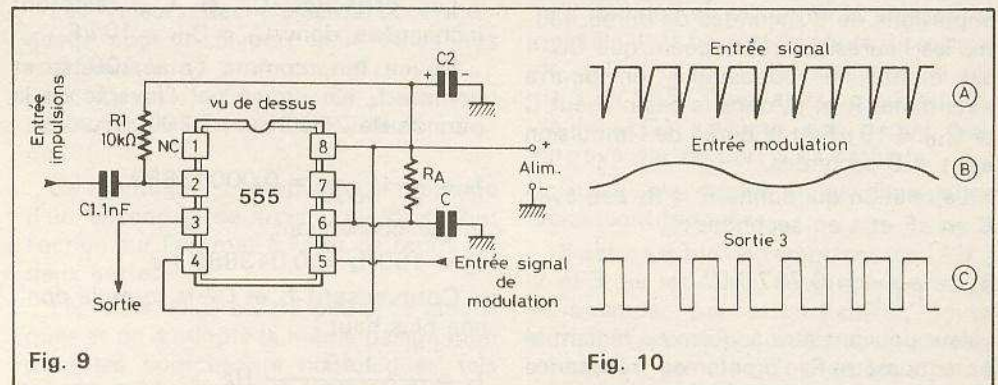 Entrée
impulsions
R1
10kΩ
C1.1nF
vu de dessus
NC
1
2
3
4
555
8
7
6
5
Sortie
C2
+
-
RA
C
+
Alim.
-
Entrée signal
de
modulation
Fig. 9
Entrée signal
A
Entrée modulation
B
Sortie 3
C
Fig. 10